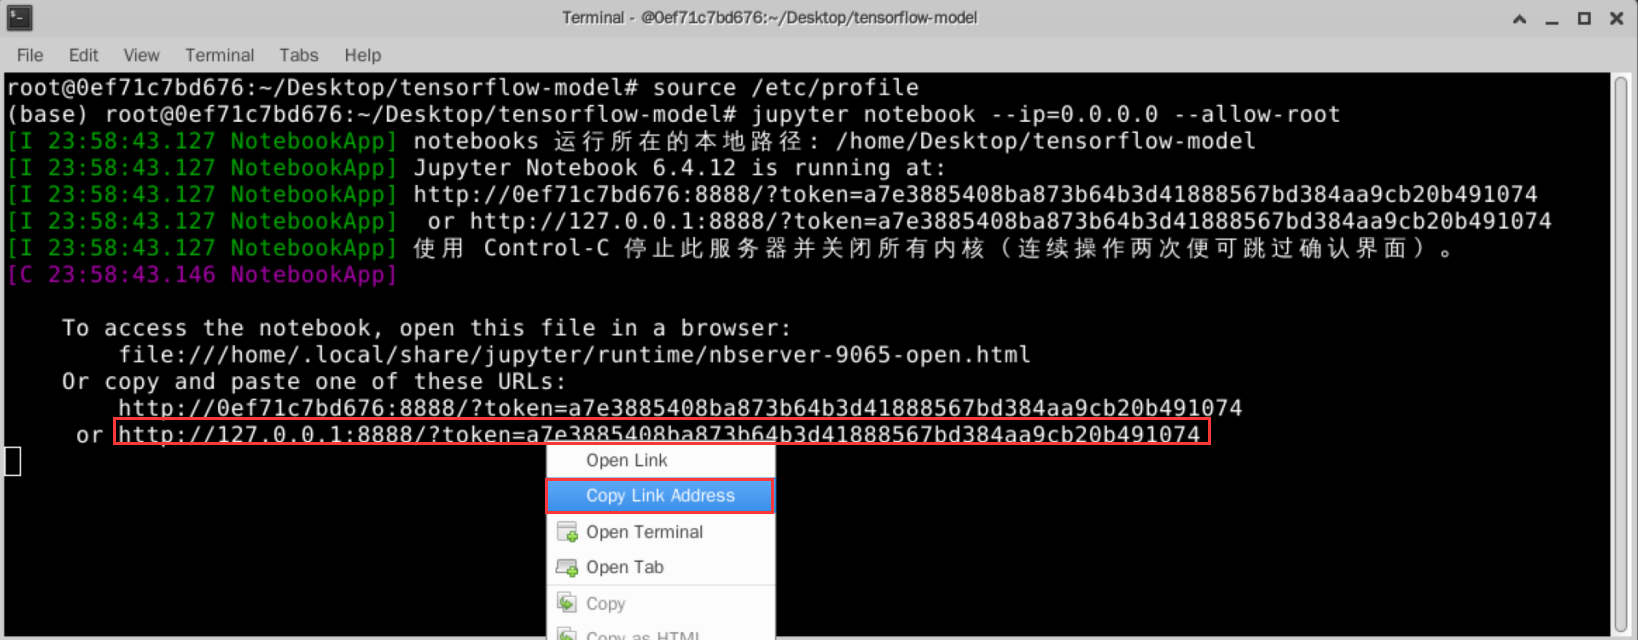 Terminal - @0ef71c7bd676:~/Desktop/tensorflow-model
File Edit View Terminal Tabs Help
root@0ef71c7bd676:~/Desktop/tensorflow-model# source /etc/profile
(base) root@0ef71c7bd676:~/Desktop/tensorflow-model# jupyter notebook --ip=0.0.0.0 --allow-root
[I 23:58:43.127 NotebookApp] notebooks 运行所在的本地路径: /home/Desktop/tensorflow-model
[I 23:58:43.127 NotebookApp] Jupyter Notebook 6.4.12 is running at:
[I 23:58:43.127 NotebookApp] http://0ef71c7bd676:8888/?token=a7e3885408ba873b64b3d41888567bd384aa9cb20b491074
[I 23:58:43.127 NotebookApp]  or http://127.0.0.1:8888/?token=a7e3885408ba873b64b3d41888567bd384aa9cb20b491074
[I 23:58:43.127 NotebookApp] 使用 Control-C 停止此服务器并关闭所有内核（连续操作两次便可跳过确认界面）。
[C 23:58:43.146 NotebookApp]
To access the notebook, open this file in a browser:
file:///home/.local/share/jupyter/runtime/nbserver-9065-open.html
Or copy and paste one of these URLs:
http://0ef71c7bd676:8888/?token=a7e3885408ba873b64b3d41888567bd384aa9cb20b491074
or http://127.0.0.1:8888/?token=a7e3885408ba873b64b3d41888567bd384aa9cb20b491074
Open Link
Copy Link Address
Open Terminal
Open Tab
Copy
Copy as HTML